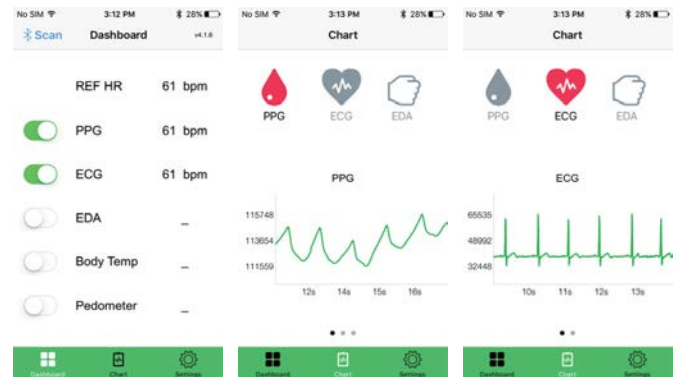 No SIM 3:12 PM 28%
Scan Dashboard v4.1.6
REF HR 61 bpm
PPG 61 bpm
ECG 61 bpm
EDA –
Body Temp –
Pedometer –
Dashboard Chart Settings
No SIM 3:13 PM 28%
Chart
PPG ECG EDA
PPG
115748
113654
111559
12s 14s 15s 16s
Dashboard Chart Settings
No SIM 3:13 PM 28%
Chart
PPG ECG EDA
ECG
65535
48992
32448
10s 11s 12s 13s
Dashboard Chart Settings